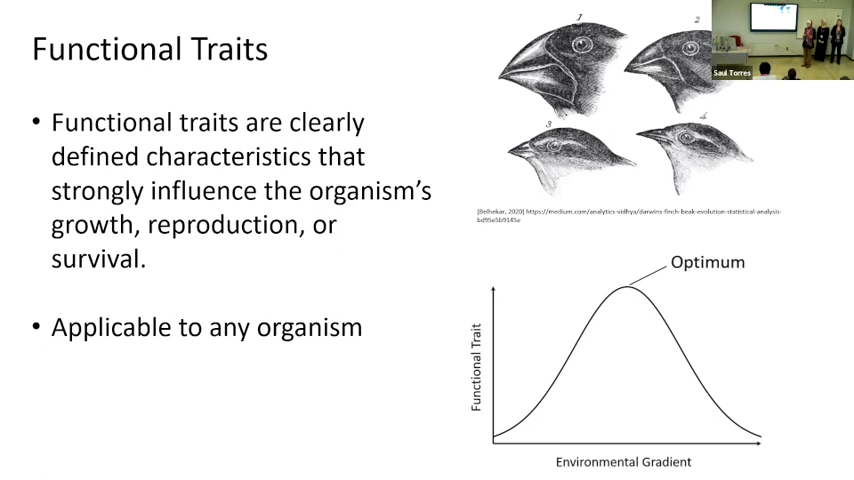 Functional Traits
• Functional traits are clearly
defined characteristics that
strongly influence the organism's
growth, reproduction, or
survival.
• Applicable to any organism
1
2
3
4
Saul Torres
[Belhekar, 2020] https://medium.com/analytics-vidhya/darwins-finch-beak-evolution-statistical-analysis-
bd95e5b9145e
Optimum
Functional Trait
Environmental Gradient